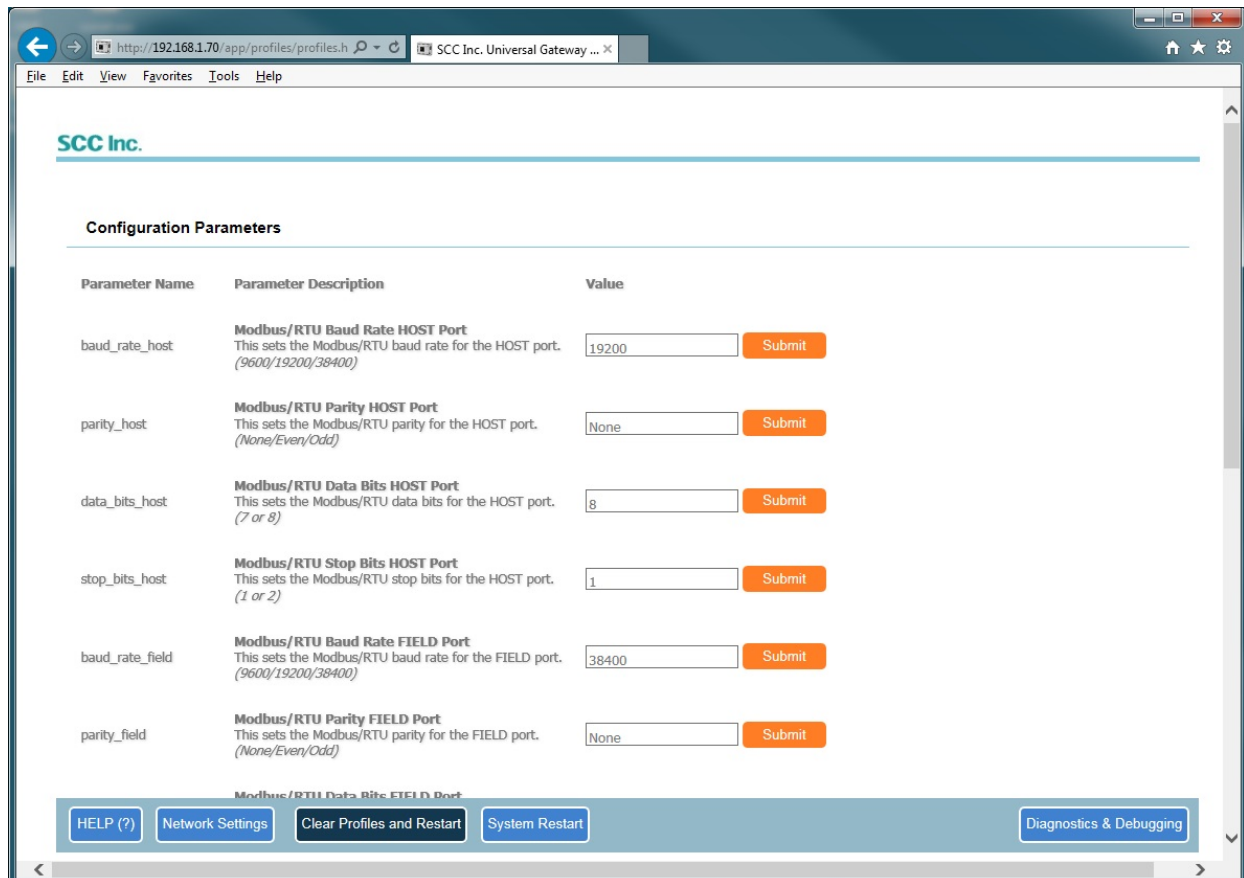 http://192.168.1.70/app/profiles/profiles.h
SCC Inc. Universal Gateway ...
File Edit View Favorites Tools Help
SCC Inc.
Configuration Parameters
Parameter Name Parameter Description Value
Modbus/RTU Baud Rate HOST Port
baud_rate_host This sets the Modbus/RTU baud rate for the HOST port. 19200 Submit
(9600/19200/38400)
Modbus/RTU Parity HOST Port
parity_host This sets the Modbus/RTU parity for the HOST port. None Submit
(None/Even/Odd)
Modbus/RTU Data Bits HOST Port
data_bits_host This sets the Modbus/RTU data bits for the HOST port. 8 Submit
(7 or 8)
Modbus/RTU Stop Bits HOST Port
stop_bits_host This sets the Modbus/RTU stop bits for the HOST port. 1 Submit
(1 or 2)
Modbus/RTU Baud Rate FIELD Port
baud_rate_field This sets the Modbus/RTU baud rate for the FIELD port. 38400 Submit
(9600/19200/38400)
Modbus/RTU Parity FIELD Port
parity_field This sets the Modbus/RTU parity for the FIELD port. None Submit
(None/Even/Odd)
Modbus/RTU Data Bits FIELD Port
HELP (?) Network Settings Clear Profiles and Restart System Restart Diagnostics & Debugging